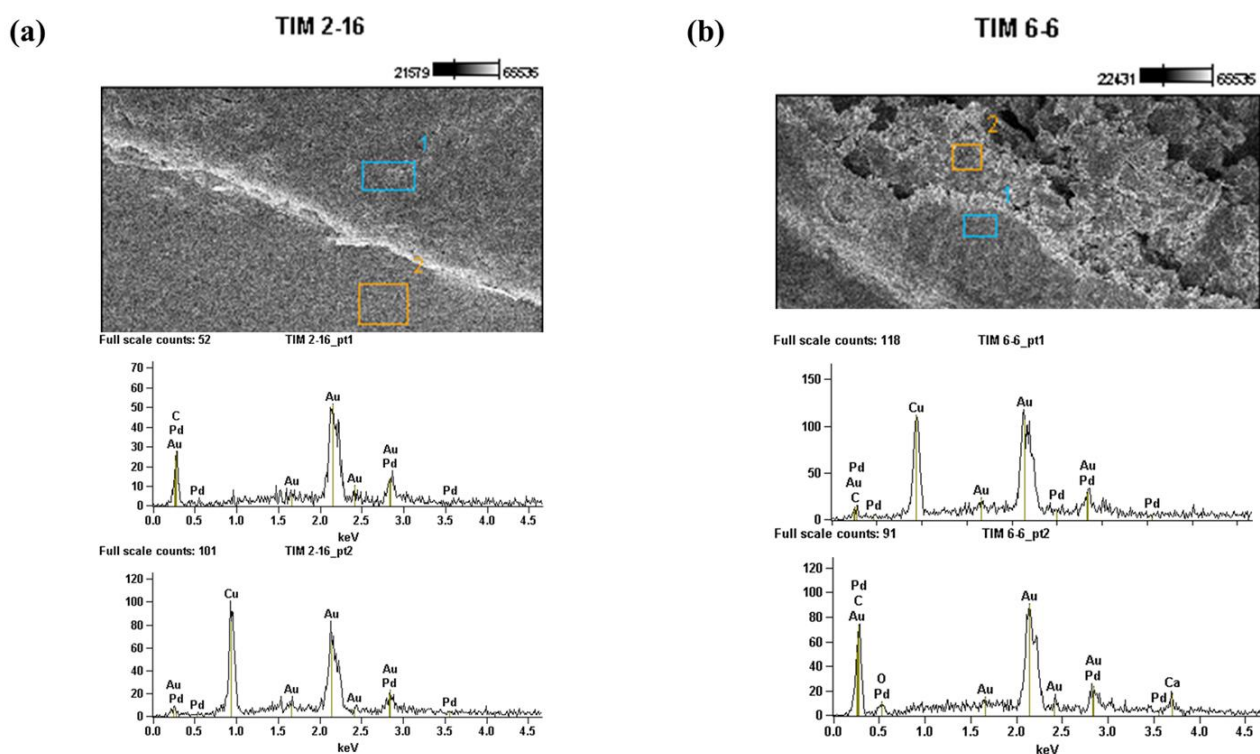 (a)
TIM 2-16
21579 65535
1
2
Full scale counts: 52 TIM 2-16_pt1
70
60
50
40
30
20
10
0
C
Pd
Au
Pd
Au
Au
Au
Au
Pd
Pd
0.0 0.5 1.0 1.5 2.0 2.5 3.0 3.5 4.0 4.5
keV
Full scale counts: 101 TIM 2-16_pt2
120
100
80
60
40
20
0
Au
Pd
Pd
Cu
Au
Au
Au
Au
Pd
Pd
0.0 0.5 1.0 1.5 2.0 2.5 3.0 3.5 4.0 4.5
keV
(b)
TIM 6-6
22431 65535
2
1
Full scale counts: 118 TIM 6-6_pt1
150
100
50
0
Pd
Au
C
Pd
Cu
Au
Au
Pd
Au
Pd
Pd
Full scale counts: 91 TIM 6-6_pt2
120
100
80
60
40
20
0
Pd
C
Au
O
Pd
Au
Au
Au
Au
Pd
Pd
Ca
0.0 0.5 1.0 1.5 2.0 2.5 3.0 3.5 4.0 4.5
keV